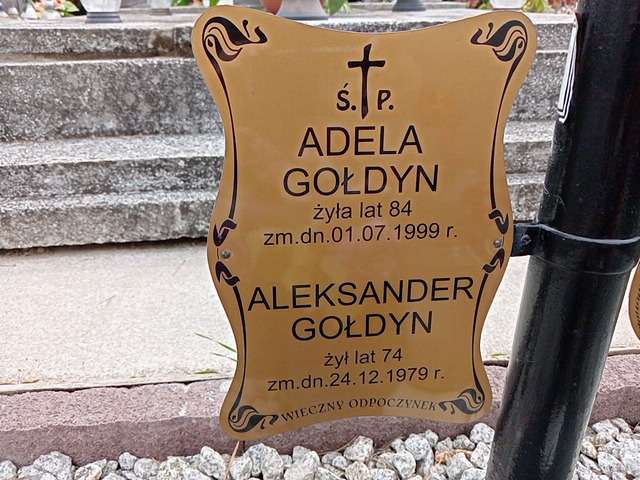 Ś. P.
ADELA
GOŁDYN
żyła lat 84
zm.dn.01.07.1999 r.
ALEKSANDER
GOŁDYN
żył lat 74
zm.dn.24.12.1979 r.
WIECZNY ODPOCZYNEK